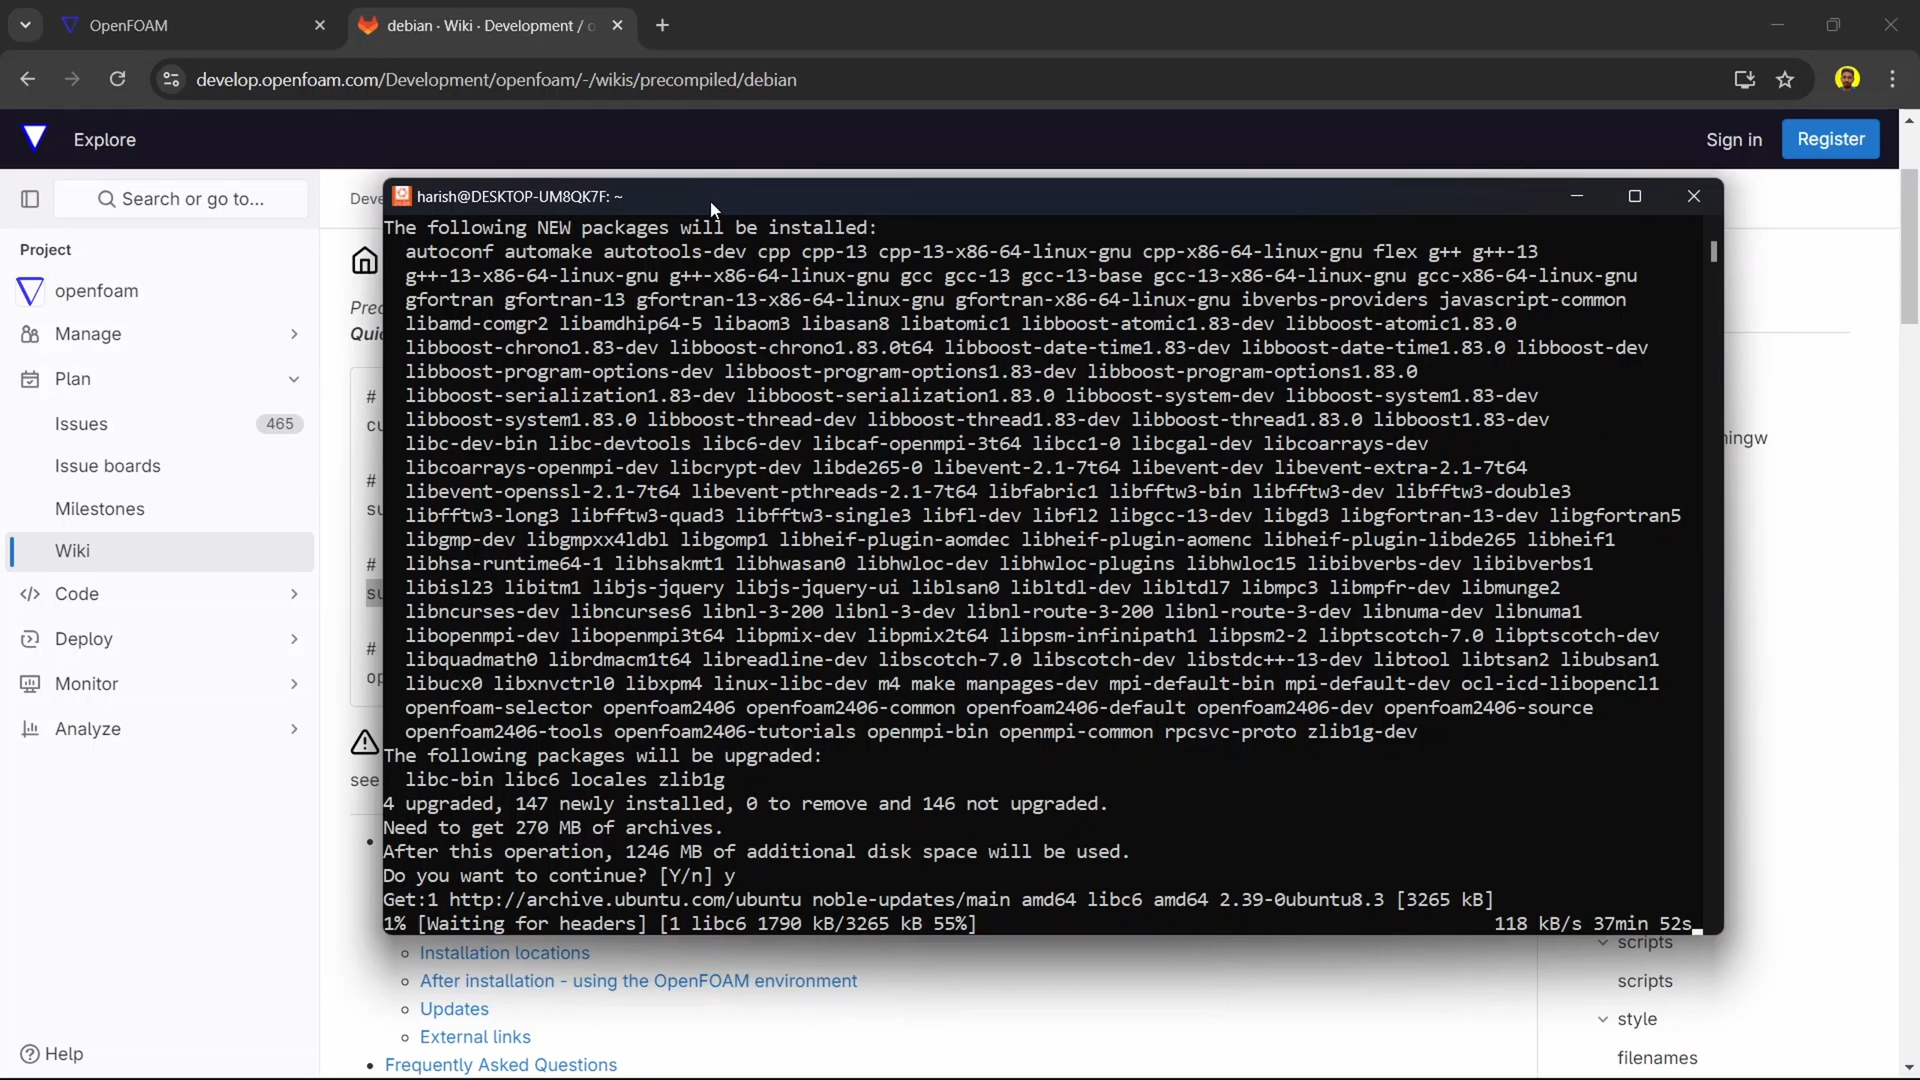 OpenFOAM
debian · Wiki · Development / o
develop.openfoam.com/Development/openfoam/-/wikis/precompiled/debian
Explore
Sign in
Register
Search or go to...
Deve
Project
openfoam
Manage
Plan
Issues
465
Issue boards
Milestones
Wiki
Code
Deploy
Monitor
Analyze
Help
Prec
Quic
#
cu
#
su
#
su
#
op
see
harish@DESKTOP-UM8QK7F: ~
The following NEW packages will be installed:
autoconf automake autotools-dev cpp cpp-13 cpp-13-x86-64-linux-gnu cpp-x86-64-linux-gnu flex g++ g++-13
g++-13-x86-64-linux-gnu g++-x86-64-linux-gnu gcc gcc-13 gcc-13-base gcc-13-x86-64-linux-gnu gcc-x86-64-linux-gnu
gfortran gfortran-13 gfortran-13-x86-64-linux-gnu gfortran-x86-64-linux-gnu ibverbs-providers javascript-common
libamd-comgr2 libamdhip64-5 libaom3 libasan8 libatomic1 libboost-atomic1.83-dev libboost-atomic1.83.0
libboost-chrono1.83-dev libboost-chrono1.83.0t64 libboost-date-time1.83-dev libboost-date-time1.83.0 libboost-dev
libboost-program-options-dev libboost-program-options1.83-dev libboost-program-options1.83.0
libboost-serialization1.83-dev libboost-serialization1.83.0 libboost-system-dev libboost-system1.83-dev
libboost-system1.83.0 libboost-thread-dev libboost-thread1.83-dev libboost-thread1.83.0 libboost1.83-dev
libc-dev-bin libc-devtools libc6-dev libcaf-openmpi-3t64 libcc1-0 libcgal-dev libcoarrays-dev
libcoarrays-openmpi-dev libcrypt-dev libde265-0 libevent-2.1-7t64 libevent-dev libevent-extra-2.1-7t64
libevent-openssl-2.1-7t64 libevent-pthreads-2.1-7t64 libfabric1 libfftw3-bin libfftw3-dev libfftw3-double3
libfftw3-long3 libfftw3-quad3 libfftw3-single3 libfl-dev libfl2 libgcc-13-dev libgd3 libgfortran-13-dev libgfortran5
libgmp-dev libgmpxx4ldbl libgomp1 libheif-plugin-aomdec libheif-plugin-aomenc libheif-plugin-libde265 libheif1
libhsa-runtime64-1 libhsakmt1 libhwasan0 libhwloc-dev libhwloc-plugins libhwloc15 libibverbs-dev libibverbs1
libisl23 libitm1 libjs-jquery libjs-jquery-ui liblsan0 libltdl-dev libltdl7 libmpc3 libmpfr-dev libmunge2
libncurses-dev libncurses6 libnl-3-200 libnl-3-dev libnl-route-3-200 libnl-route-3-dev libnuma-dev libnuma1
libopenmpi-dev libopenmpi3t64 libpmix-dev libpmix2t64 libpsm-infinipath1 libpsm2-2 libptscotch-7.0 libptscotch-dev
libquadmath0 librdmacm1t64 libreadline-dev libscotch-7.0 libscotch-dev libstdc++-13-dev libtool libtsan2 libubsan1
libucx0 libxnvctrl0 libxpm4 linux-libc-dev m4 make manpages-dev mpi-default-bin mpi-default-dev ocl-icd-libopencl1
openfoam-selector openfoam2406 openfoam2406-common openfoam2406-default openfoam2406-dev openfoam2406-source
openfoam2406-tools openfoam2406-tutorials openmpi-bin openmpi-common rpcsvc-proto zlib1g-dev
The following packages will be upgraded:
libc-bin libc6 locales zlib1g
4 upgraded, 147 newly installed, 0 to remove and 146 not upgraded.
Need to get 270 MB of archives.
After this operation, 1246 MB of additional disk space will be used.
Do you want to continue? [Y/n] y
Get:1 http://archive.ubuntu.com/ubuntu noble-updates/main amd64 libc6 amd64 2.39-0ubuntu8.3 [3265 kB]
1% [Waiting for headers] [1 libc6 1790 kB/3265 kB 55%] 118 kB/s 37min 52s
Installation locations
After installation - using the OpenFOAM environment
Updates
External links
Frequently Asked Questions
mingw
scripts
scripts
style
filenames